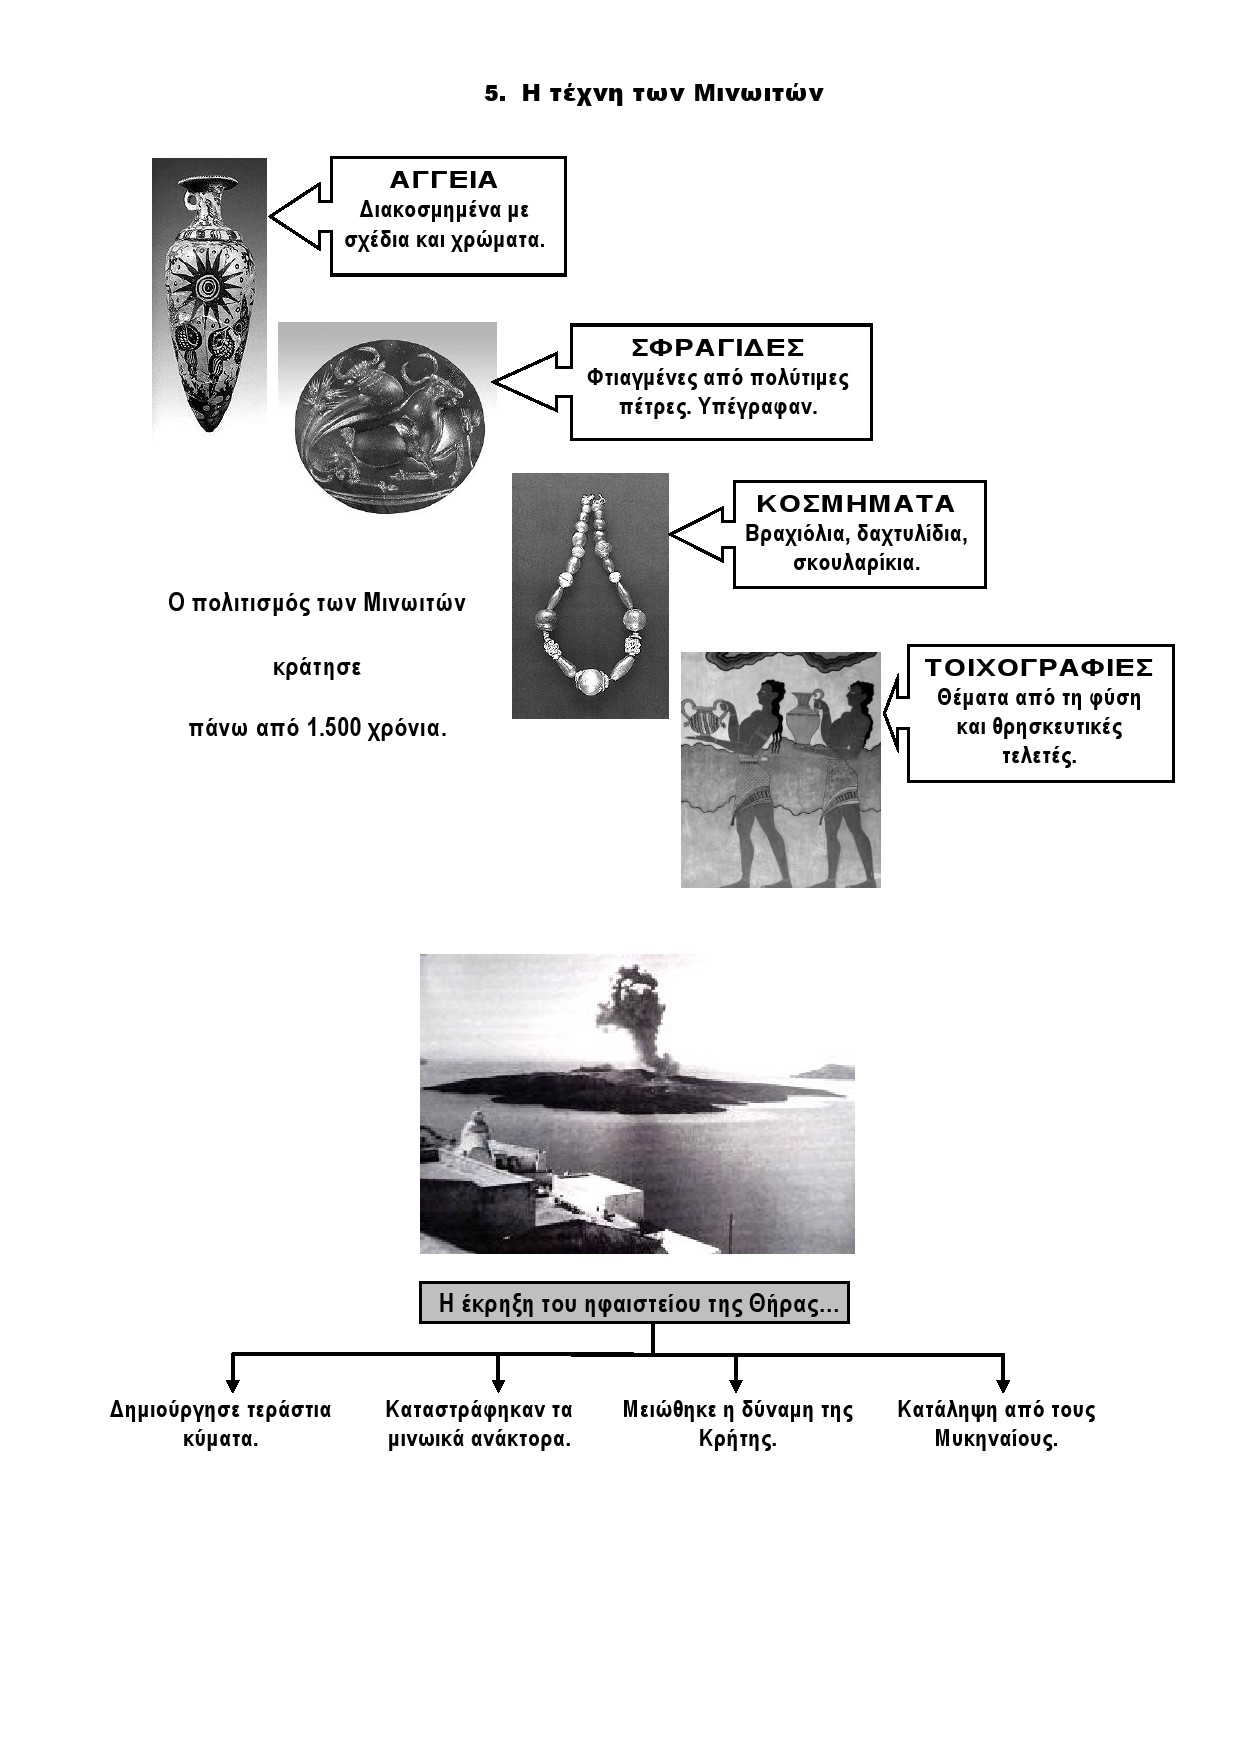 5. Η τέχνη των Μινωιτών
ΑΓΓΕΙΑ
Διακοσμημένα με
σχέδια και χρώματα.
ΣΦΡΑΓΙΔΕΣ
Φτιαγμένες από πολύτιμες
πέτρες. Υπέγραφαν.
ΚΟΣΜΗΜΑΤΑ
Βραχιόλια, δαχτυλίδια,
σκουλαρίκια.
Ο πολιτισμός των Μινωιτών
κράτησε
πάνω από 1.500 χρόνια.
ΤΟΙΧΟΓΡΑΦΙΕΣ
Θέματα από τη φύση
και θρησκευτικές
τελετές.
Η έκρηξη του ηφαιστείου της Θήρας...
Δημιούργησε τεράστια
κύματα.
Καταστράφηκαν τα
μινωικά ανάκτορα.
Μειώθηκε η δύναμη της
Κρήτης.
Κατάληψη από τους
Μυκηναίους.